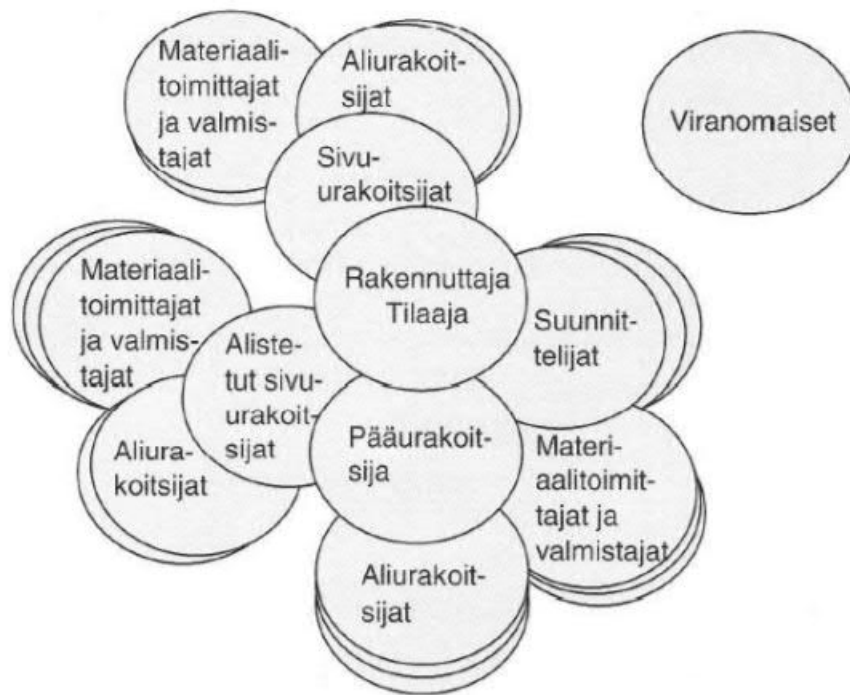 Materiaali-
toimittajat
ja valmis-
tajat
Aliurakoit-
sijat
Viranomaiset
Sivu-
urakoitsijat
Rakennuttaja
Tilaaja
Materiaali-
toimittajat
ja valmis-
tajat
Suunnit-
telijat
Aliste-
tut sivu-
urakoit-
sijat
Aliura-
koitsijat
Pääurakoit-
sija
Materi-
aalitoimit-
tajat ja
valmistajat
Aliurakoit-
sijat